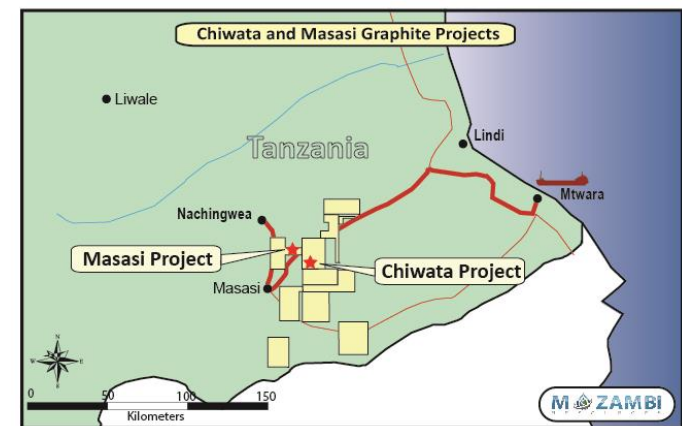 Chiwata and Masasi Graphite Projects
Liwale
Lindi
Tanzania
Mtwara
Nachingwea
Masasi Project
Chiwata Project
Masasi
N
W
E
S
0
50
100
150
Kilometers
MOZAMBI